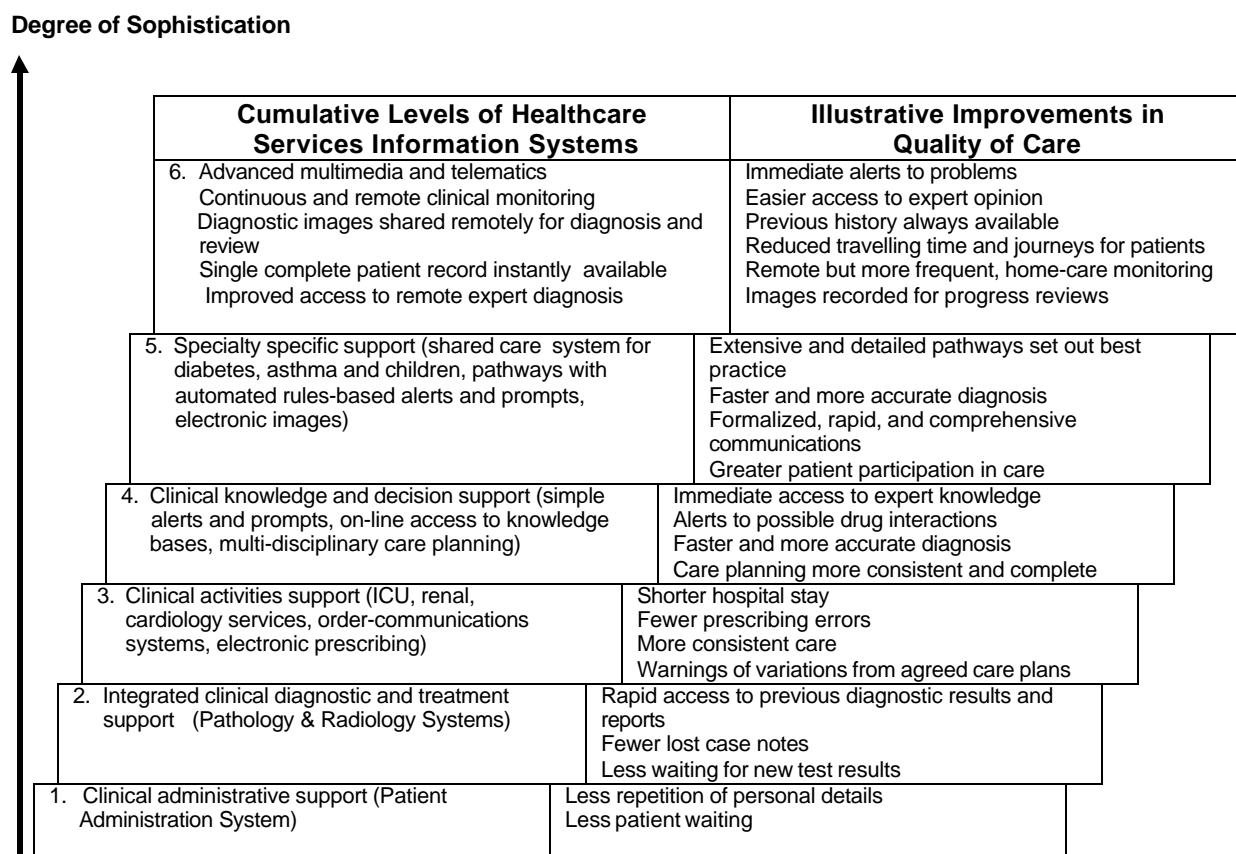 Degree of Sophistication
Cumulative Levels of Healthcare
Services Information Systems
Illustrative Improvements in
Quality of Care
6. Advanced multimedia and telematics
Continuous and remote clinical monitoring
Diagnostic images shared remotely for diagnosis and
review
Single complete patient record instantly available
Improved access to remote expert diagnosis
Immediate alerts to problems
Easier access to expert opinion
Previous history always available
Reduced travelling time and journeys for patients
Remote but more frequent, home-care monitoring
Images recorded for progress reviews
5. Specialty specific support (shared care system for
diabetes, asthma and children, pathways with
automated rules-based alerts and prompts,
electronic images)
Extensive and detailed pathways set out best
practice
Faster and more accurate diagnosis
Formalized, rapid, and comprehensive
communications
Greater patient participation in care
4. Clinical knowledge and decision support (simple
alerts and prompts, on-line access to knowledge
bases, multi-disciplinary care planning)
Immediate access to expert knowledge
Alerts to possible drug interactions
Faster and more accurate diagnosis
Care planning more consistent and complete
3. Clinical activities support (ICU, renal,
cardiology services, order-communications
systems, electronic prescribing)
Shorter hospital stay
Fewer prescribing errors
More consistent care
Warnings of variations from agreed care plans
2. Integrated clinical diagnostic and treatment
support (Pathology & Radiology Systems)
Rapid access to previous diagnostic results and
reports
Fewer lost case notes
Less waiting for new test results
1. Clinical administrative support (Patient
Administration System)
Less repetition of personal details
Less patient waiting